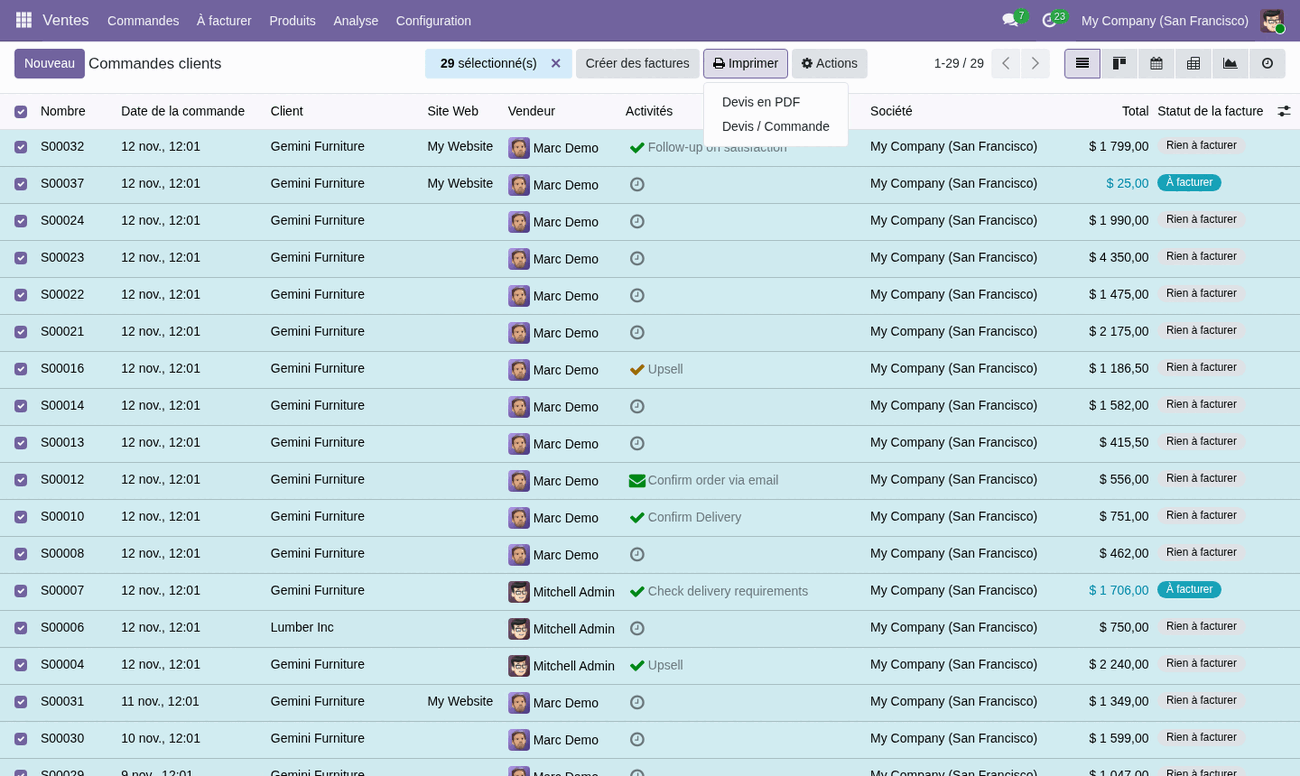 Ventes Commandes À facturer Produits Analyse Configuration 7 23 My Company (San Francisco)
Nouveau Commandes clients 29 sélectionné(s) Créer des factures Imprimer Actions 1-29 / 29
Devis en PDF
Devis / Commande
Nombre Date de la commande Client Site Web Vendeur Activités Société Total Statut de la facture
S00032 12 nov., 12:01 Gemini Furniture My Website Marc Demo Follow-up on satisfaction My Company (San Francisco) $ 1 799,00 Rien à facturer
S00037 12 nov., 12:01 Gemini Furniture My Website Marc Demo My Company (San Francisco) $ 25,00 À facturer
S00024 12 nov., 12:01 Gemini Furniture Marc Demo My Company (San Francisco) $ 1 990,00 Rien à facturer
S00023 12 nov., 12:01 Gemini Furniture Marc Demo My Company (San Francisco) $ 4 350,00 Rien à facturer
S00022 12 nov., 12:01 Gemini Furniture Marc Demo My Company (San Francisco) $ 1 475,00 Rien à facturer
S00021 12 nov., 12:01 Gemini Furniture Marc Demo My Company (San Francisco) $ 2 175,00 Rien à facturer
S00016 12 nov., 12:01 Gemini Furniture Marc Demo Upsell My Company (San Francisco) $ 1 186,50 Rien à facturer
S00014 12 nov., 12:01 Gemini Furniture Marc Demo My Company (San Francisco) $ 1 582,00 Rien à facturer
S00013 12 nov., 12:01 Gemini Furniture Marc Demo My Company (San Francisco) $ 415,50 Rien à facturer
S00012 12 nov., 12:01 Gemini Furniture Marc Demo Confirm order via email My Company (San Francisco) $ 556,00 Rien à facturer
S00010 12 nov., 12:01 Gemini Furniture Marc Demo Confirm Delivery My Company (San Francisco) $ 751,00 Rien à facturer
S00008 12 nov., 12:01 Gemini Furniture Marc Demo My Company (San Francisco) $ 462,00 Rien à facturer
S00007 12 nov., 12:01 Gemini Furniture Mitchell Admin Check delivery requirements My Company (San Francisco) $ 1 706,00 À facturer
S00006 12 nov., 12:01 Lumber Inc Mitchell Admin My Company (San Francisco) $ 750,00 Rien à facturer
S00004 12 nov., 12:01 Gemini Furniture Mitchell Admin Upsell My Company (San Francisco) $ 2 240,00 Rien à facturer
S00031 11 nov., 12:01 Gemini Furniture My Website Marc Demo My Company (San Francisco) $ 1 349,00 Rien à facturer
S00030 10 nov., 12:01 Gemini Furniture Marc Demo My Company (San Francisco) $ 1 599,00 Rien à facturer
S00029 9 nov., 12:01 Gemini Furniture Marc Demo My Company (San Francisco) $ 1 047,00 Rien à facturer